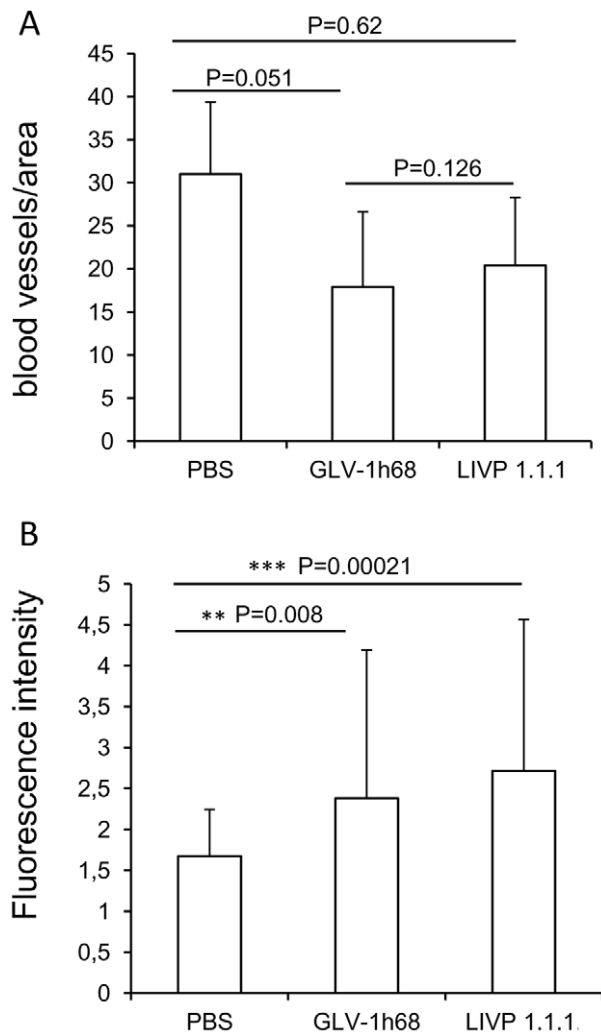 A
P=0.62
P=0.051
P=0.126
45
40
35
30
25
20
15
10
5
0
blood vessels/area
PBS GLV-1h68 LIVP 1.1.1
B
*** P=0.00021
** P=0.008
5
4,5
4
3,5
3
2,5
2
1,5
1
0,5
0
Fluorescence intensity
PBS GLV-1h68 LIVP 1.1.1.